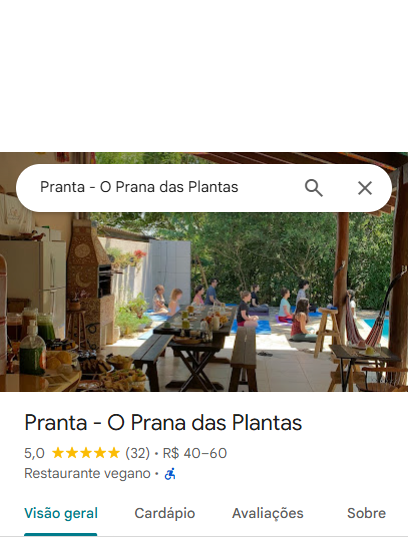 Pranta - O Prana das Plantas
Pranta - O Prana das Plantas
5,0 (32) · R$ 40–60
Restaurante vegano ·
Visão geral Cardápio Avaliações Sobre